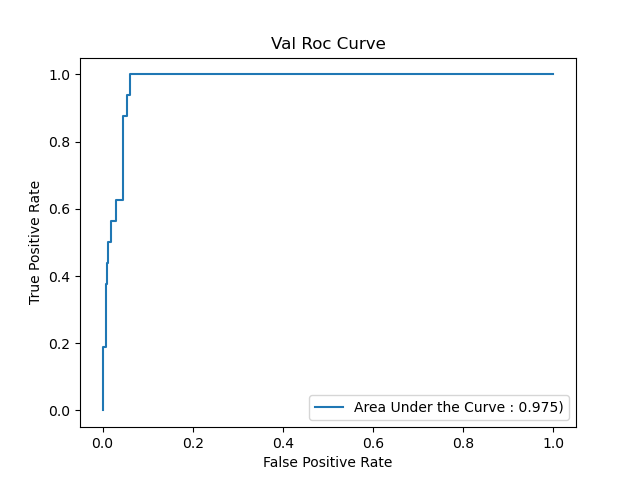 Val Roc Curve
1.0
0.8
0.6
0.4
0.2
0.0
True Positive Rate
Area Under the Curve : 0.975)
0.0 0.2 0.4 0.6 0.8 1.0
False Positive Rate